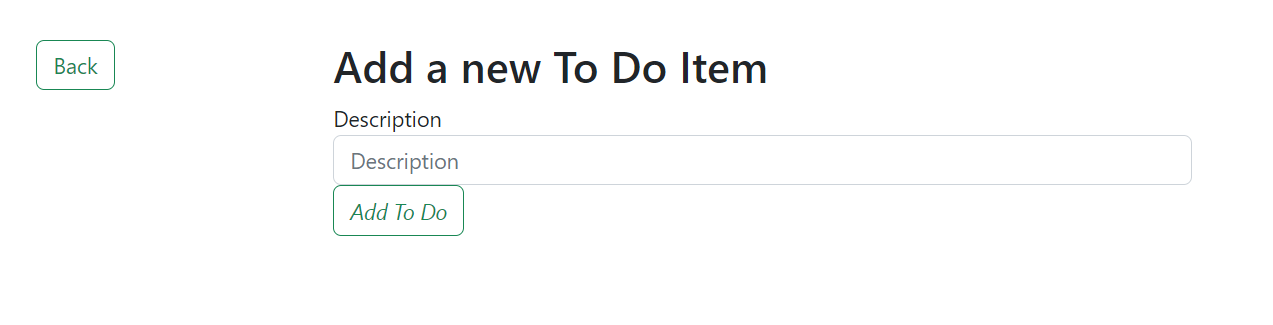 Back
Add a new To Do Item
Description
Description
Add To Do